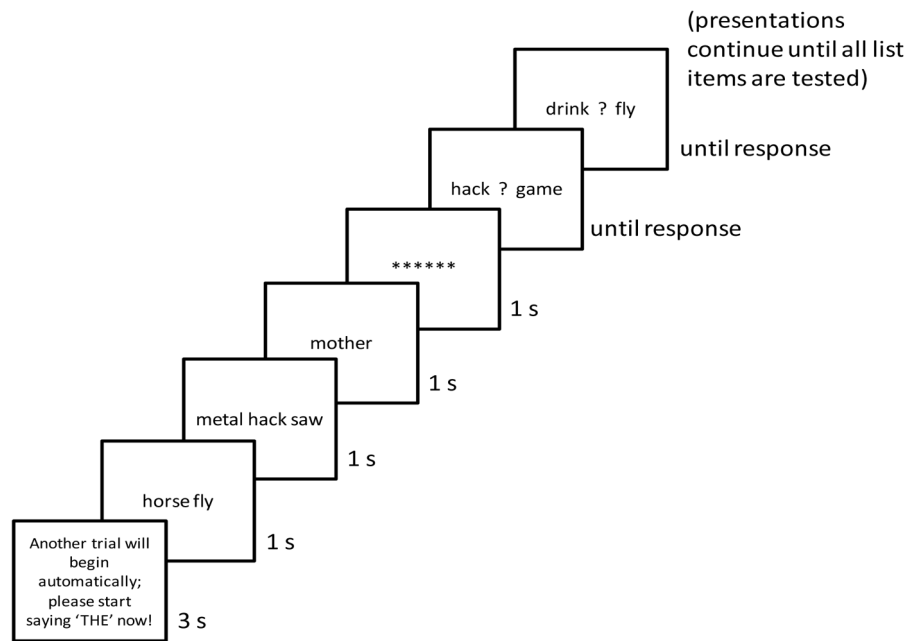 (presentations
continue until all list
items are tested)
drink ? fly
until response
hack ? game
until response
******
1 s
mother
1 s
metal hack saw
1 s
horse fly
1 s
Another trial will
begin
automatically;
please start
saying ‘THE’ now!
3 s